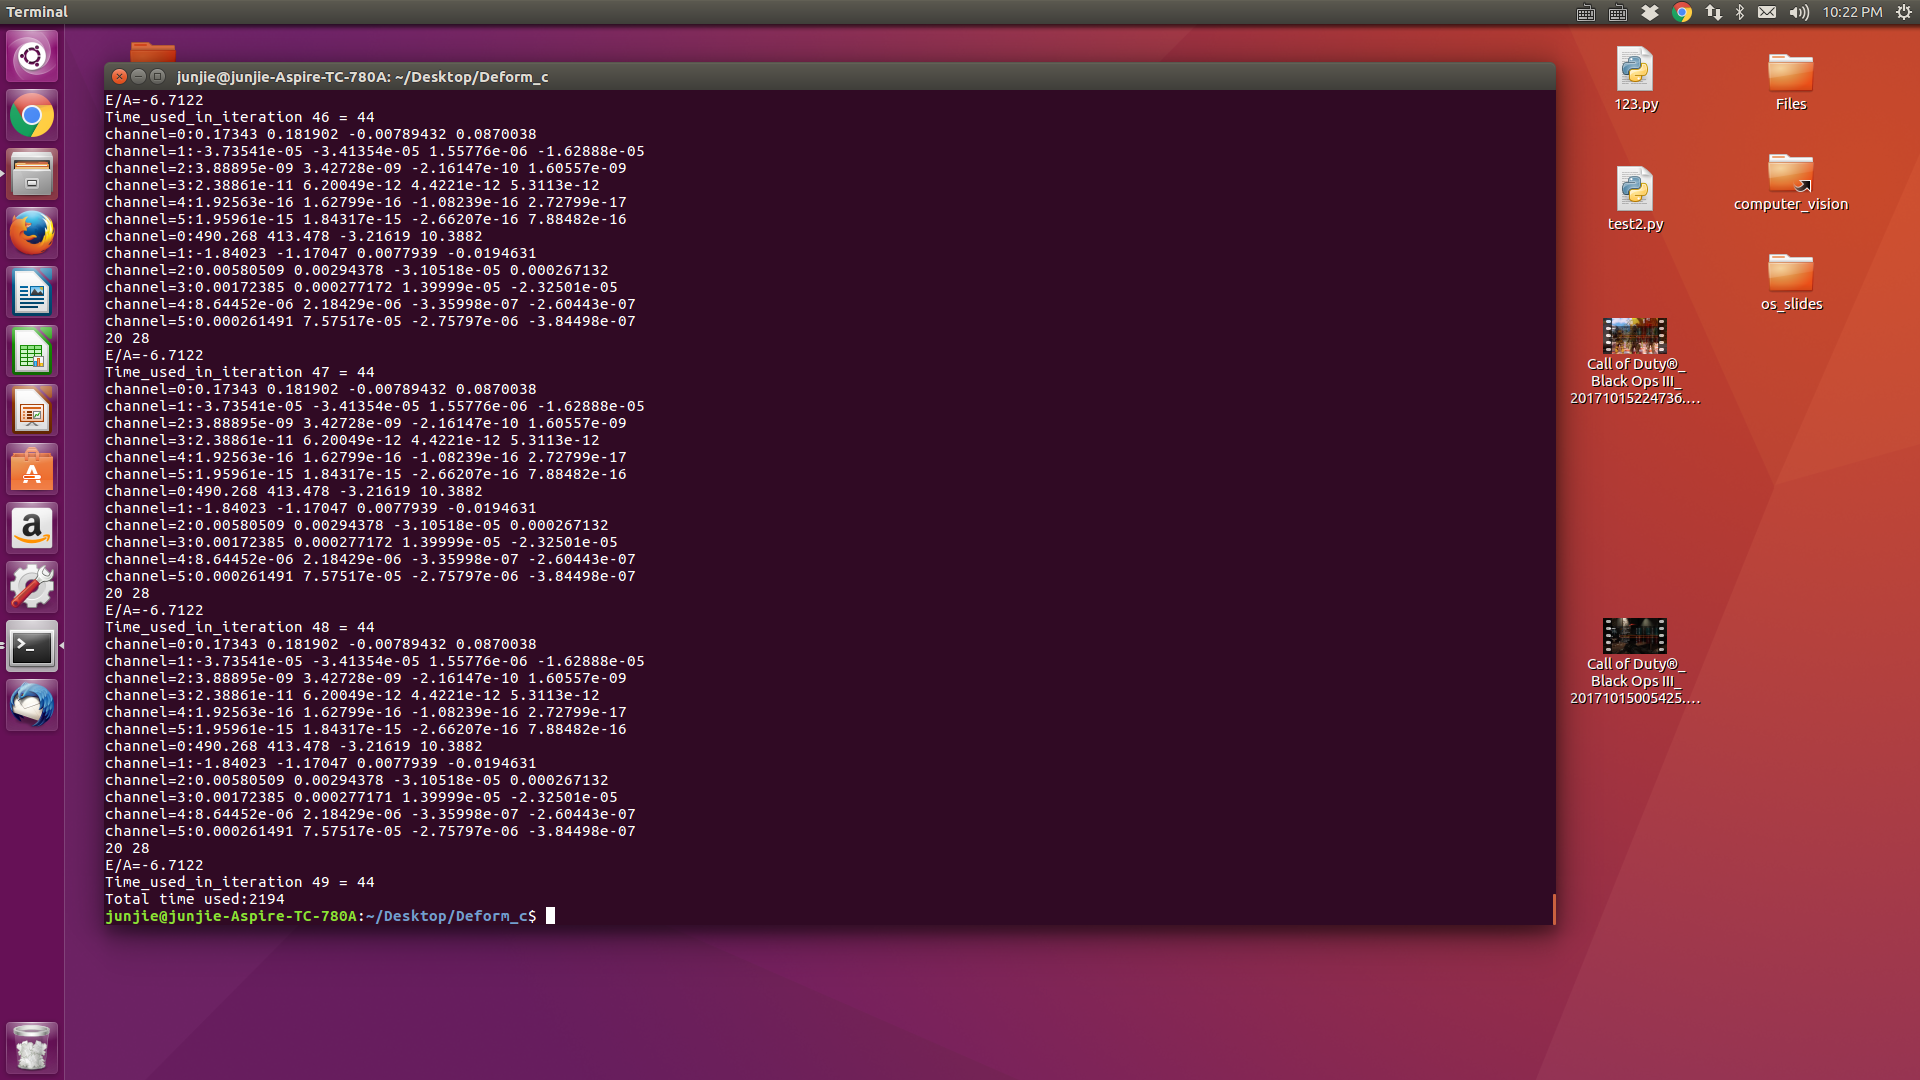 Terminal
10:22 PM
junjie@junjie-Aspire-TC-780A: ~/Desktop/Deform_c
E/A=-6.7122
Time_used_in_iteration 46 = 44
channel=0:0.17343 0.181902 -0.00789432 0.0870038
channel=1:-3.73541e-05 -3.41354e-05 1.55776e-06 -1.62888e-05
channel=2:3.88895e-09 3.42728e-09 -2.16147e-10 1.60557e-09
channel=3:2.38861e-11 6.20049e-12 4.4221e-12 5.3113e-12
channel=4:1.92563e-16 1.62799e-16 -1.08239e-16 2.72799e-17
channel=5:1.95961e-15 1.84317e-15 -2.66207e-16 7.88482e-16
channel=0:490.268 413.478 -3.21619 10.3882
channel=1:-1.84023 -1.17047 0.0077939 -0.0194631
channel=2:0.00580509 0.00294378 -3.10518e-05 0.000267132
channel=3:0.00172385 0.000277172 1.39999e-05 -2.32501e-05
channel=4:8.64452e-06 2.18429e-06 -3.35998e-07 -2.60443e-07
channel=5:0.000261491 7.57517e-05 -2.75797e-06 -3.84498e-07
20 28
E/A=-6.7122
Time_used_in_iteration 47 = 44
channel=0:0.17343 0.181902 -0.00789432 0.0870038
channel=1:-3.73541e-05 -3.41354e-05 1.55776e-06 -1.62888e-05
channel=2:3.88895e-09 3.42728e-09 -2.16147e-10 1.60557e-09
channel=3:2.38861e-11 6.20049e-12 4.4221e-12 5.3113e-12
channel=4:1.92563e-16 1.62799e-16 -1.08239e-16 2.72799e-17
channel=5:1.95961e-15 1.84317e-15 -2.66207e-16 7.88482e-16
channel=0:490.268 413.478 -3.21619 10.3882
channel=1:-1.84023 -1.17047 0.0077939 -0.0194631
channel=2:0.00580509 0.00294378 -3.10518e-05 0.000267132
channel=3:0.00172385 0.000277172 1.39999e-05 -2.32501e-05
channel=4:8.64452e-06 2.18429e-06 -3.35998e-07 -2.60443e-07
channel=5:0.000261491 7.57517e-05 -2.75797e-06 -3.84498e-07
20 28
E/A=-6.7122
Time_used_in_iteration 48 = 44
channel=0:0.17343 0.181902 -0.00789432 0.0870038
channel=1:-3.73541e-05 -3.41354e-05 1.55776e-06 -1.62888e-05
channel=2:3.88895e-09 3.42728e-09 -2.16147e-10 1.60557e-09
channel=3:2.38861e-11 6.20049e-12 4.4221e-12 5.3113e-12
channel=4:1.92563e-16 1.62799e-16 -1.08239e-16 2.72799e-17
channel=5:1.95961e-15 1.84317e-15 -2.66207e-16 7.88482e-16
channel=0:490.268 413.478 -3.21619 10.3882
channel=1:-1.84023 -1.17047 0.0077939 -0.0194631
channel=2:0.00580509 0.00294378 -3.10518e-05 0.000267132
channel=3:0.00172385 0.000277171 1.39999e-05 -2.32501e-05
channel=4:8.64452e-06 2.18429e-06 -3.35998e-07 -2.60443e-07
channel=5:0.000261491 7.57517e-05 -2.75797e-06 -3.84498e-07
20 28
E/A=-6.7122
Time_used_in_iteration 49 = 44
Total time used:2194
junjie@junjie-Aspire-TC-780A:~/Desktop/Deform_c$
123.py
Files
test2.py
computer_vision
os_slides
Call of Duty®_
Black Ops III_
20171015224736....
Call of Duty®_
Black Ops III_
20171015005425....